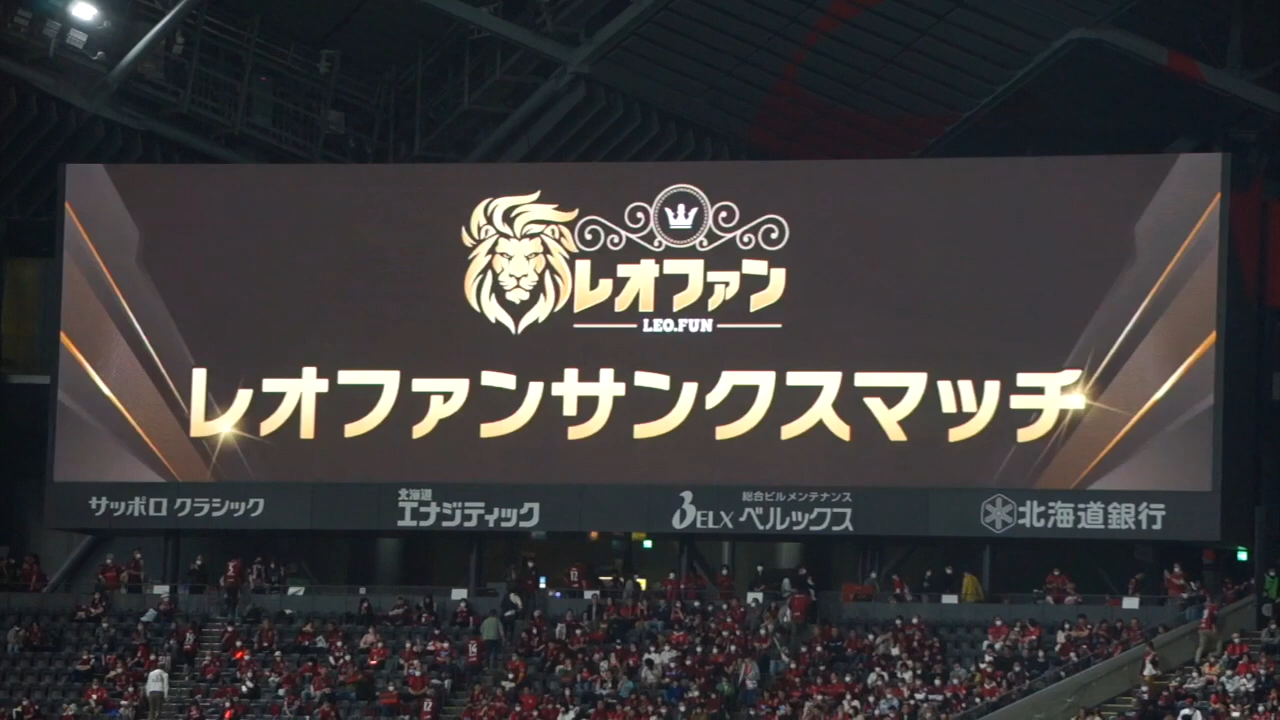 レオファン
LEO.FUN
レオファンサンクスマッチ
サッポロ クラシック
北海道
エナジティック
BELX
総合ビルメンテナンス
ベルックス
北海道銀行